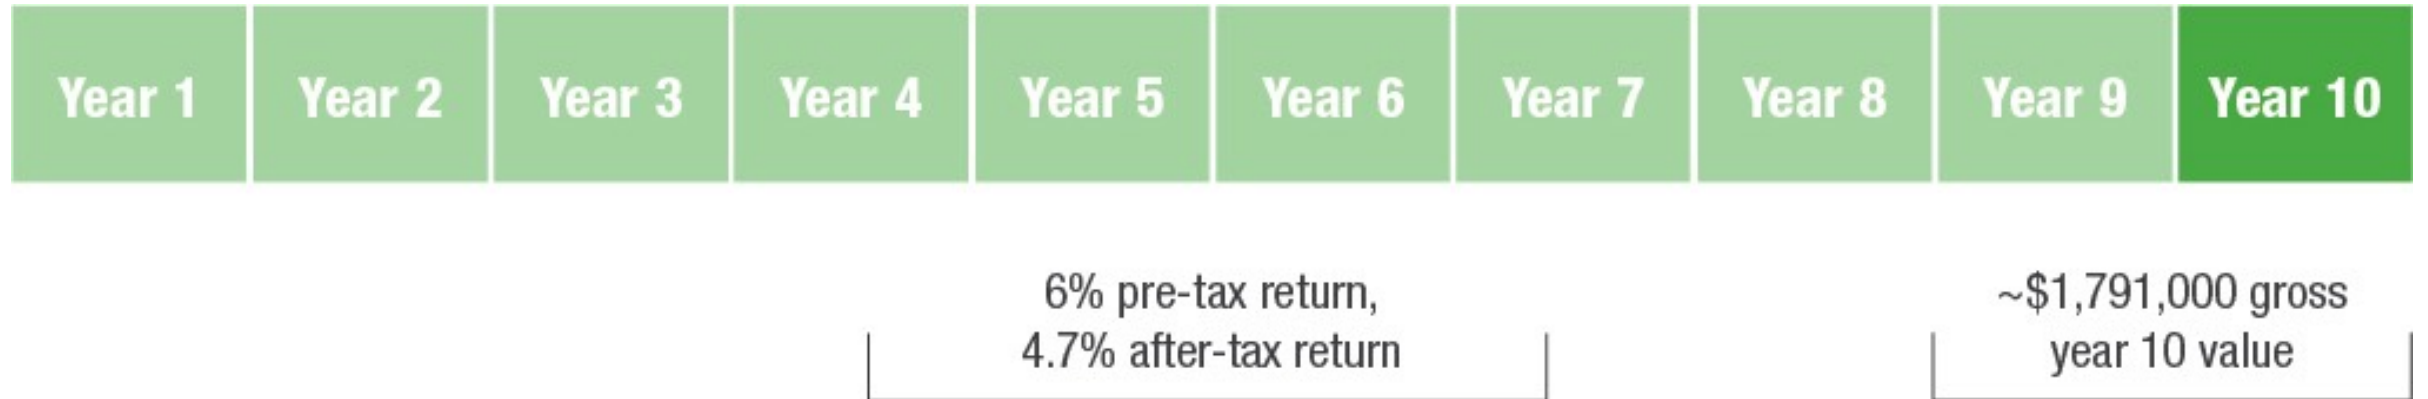 Year 1 Year 2 Year 3 Year 4 Year 5 Year 6 Year 7 Year 8 Year 9 Year 10
6% pre-tax return,
4.7% after-tax return
~$1,791,000 gross
year 10 value